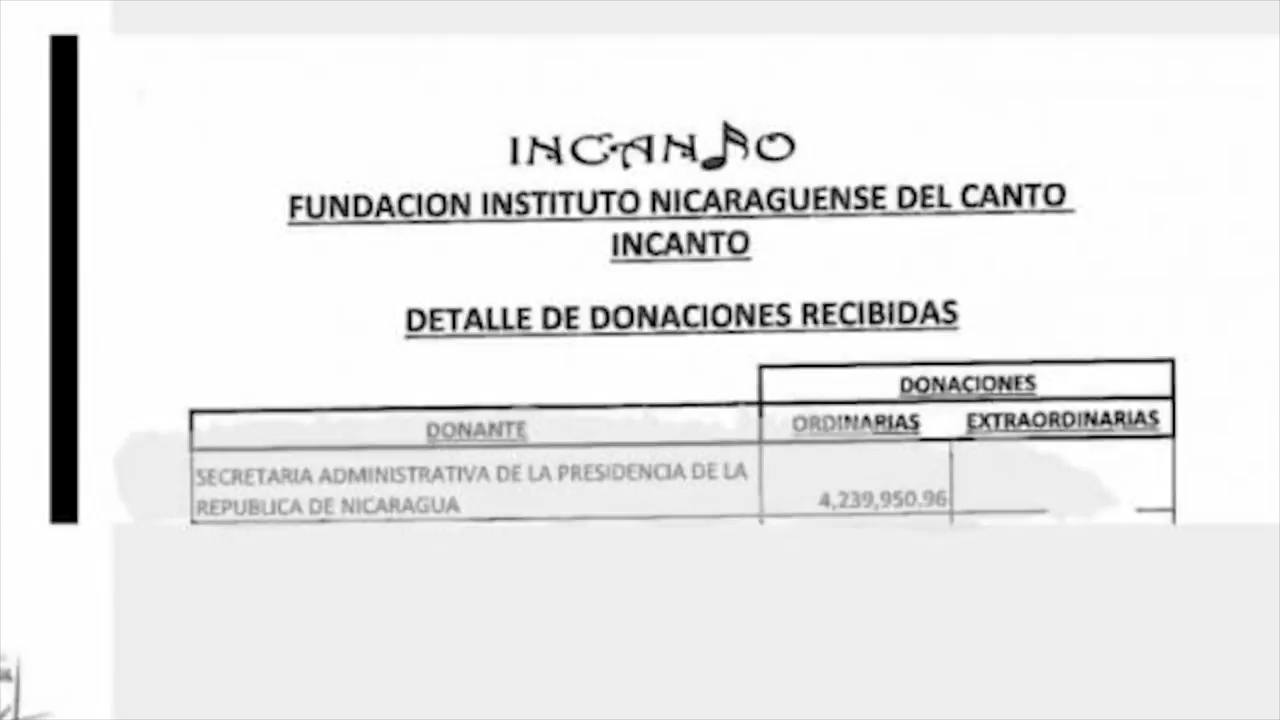 INCANTO
FUNDACION INSTITUTO NICARAGUENSE DEL CANTO
INCANTO
DETALLE DE DONACIONES RECIBIDAS
DONACIONES
DONANTE ORDINARIAS EXTRAORDINARIAS
SECRETARIA ADMINISTRATIVA DE LA PRESIDENCIA DE LA
REPUBLICA DE NICARAGUA 4,239,950.96